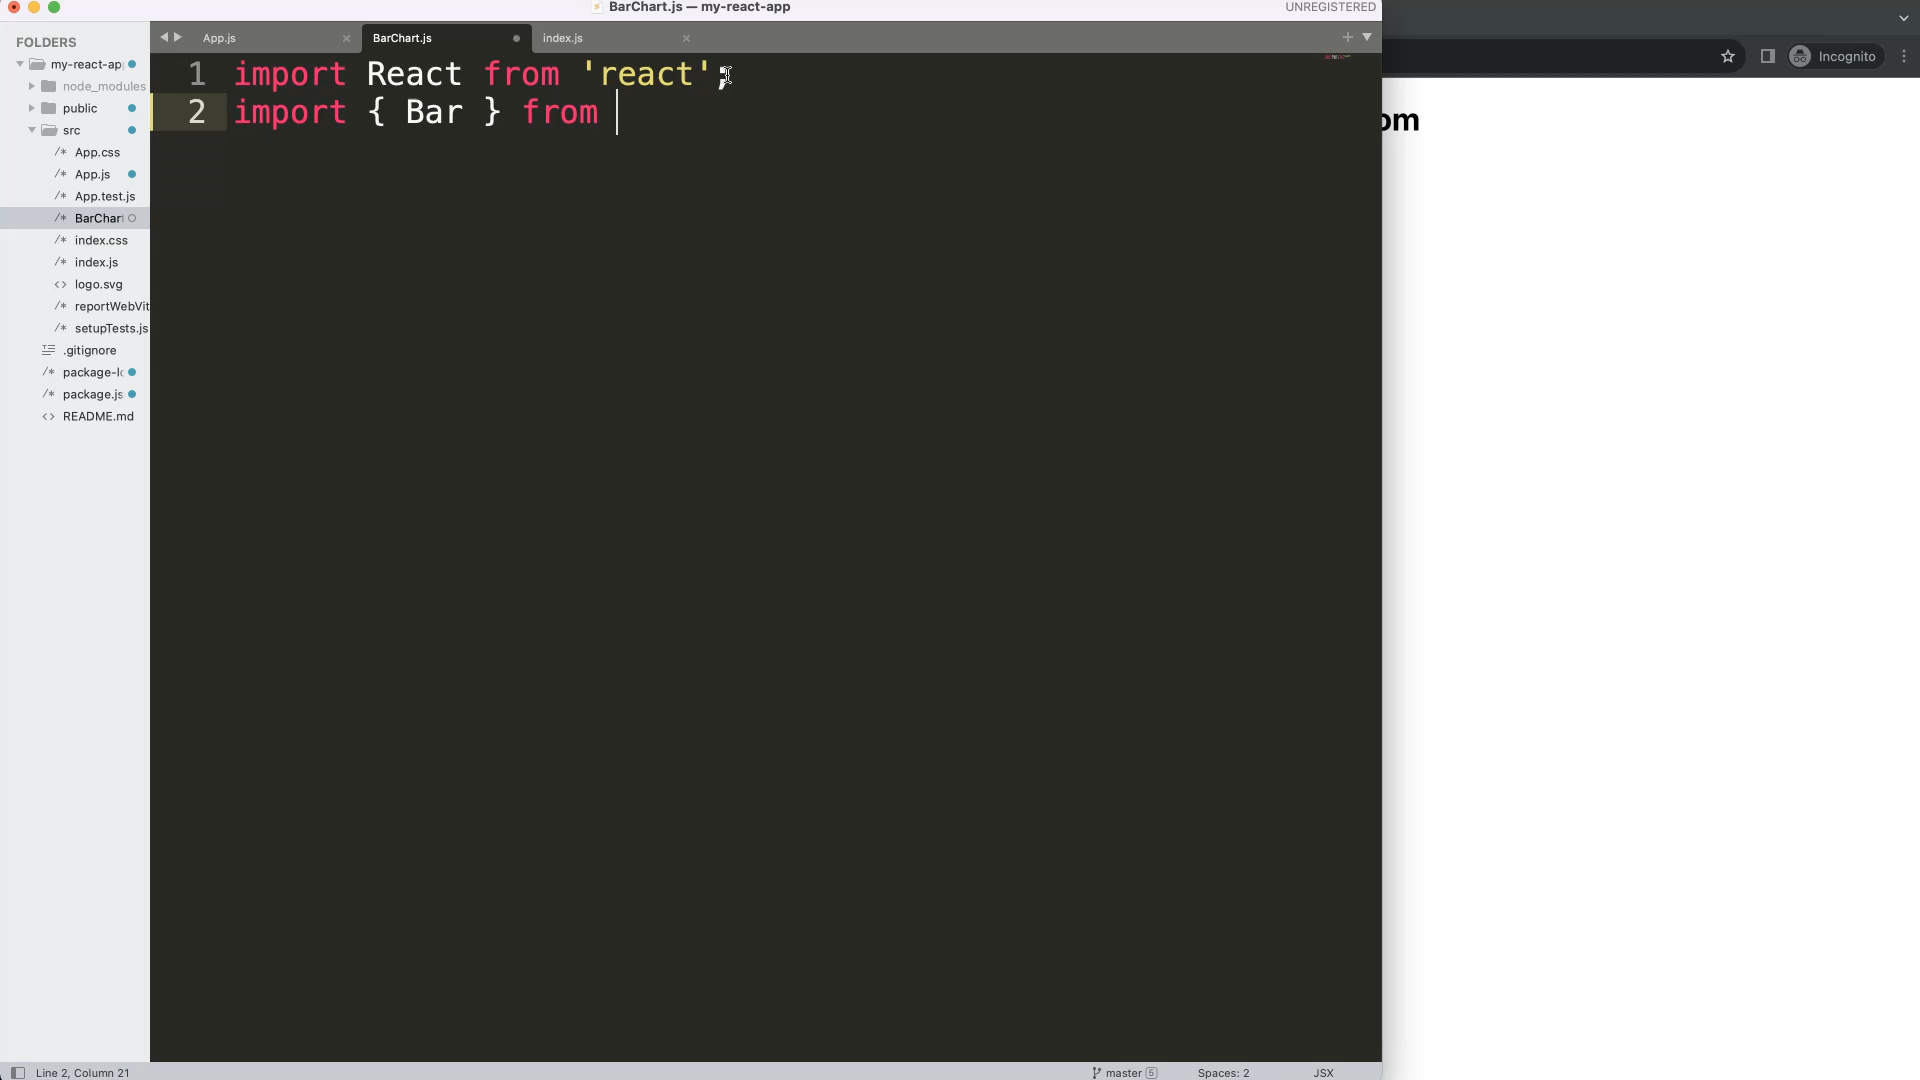 BarChart.js — my-react-app
UNREGISTERED
FOLDERS
my-react-ap
node_modules
public
src
App.css
App.js
App.test.js
BarChar
index.css
index.js
logo.svg
reportWebVit
setupTests.js
.gitignore
package-l
package.js
README.md
App.js
BarChart.js
index.js
1 import React from 'react';
2 import { Bar } from
Incognito
om
Line 2, Column 21
master 5
Spaces: 2
JSX